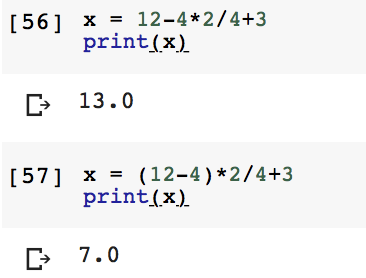 [56] x = 12-4*2/4+3
print(x)
13.0
[57] x = (12-4)*2/4+3
print(x)
7.0